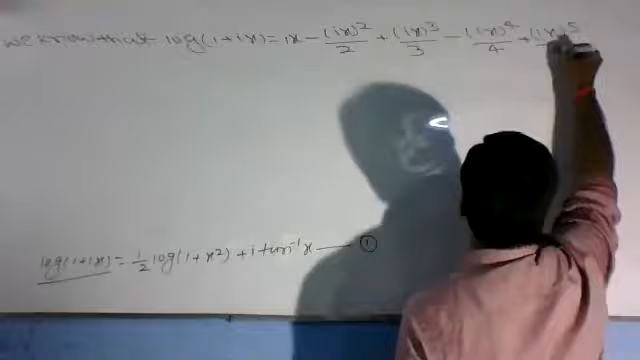 we know that log(1+ix) = ix - (ix)²/2 + (ix)³/3 - (ix)⁴/4 + (ix)⁵
log(1+ix) = 1/2 log(1+x²) + i tan⁻¹x — ①